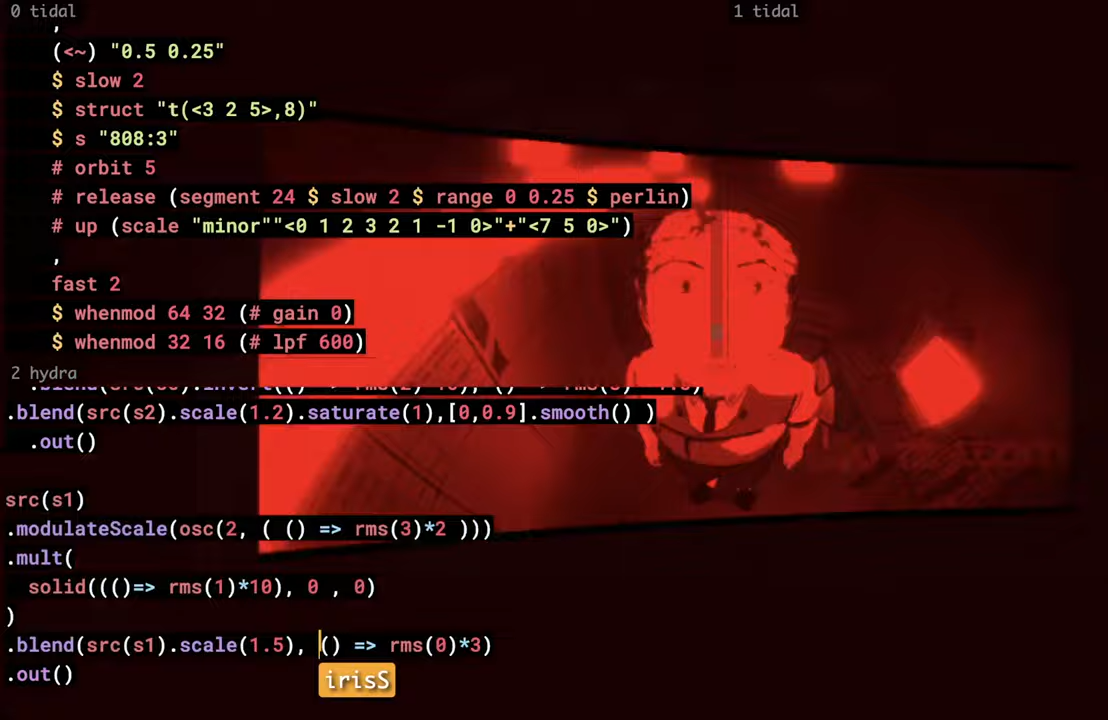 0 tidal
1 tidal
,
(<~) "0.5 0.25"
$ slow 2
$ struct "t(<3 2 5>,8)"
$ s "808:3"
# orbit 5
# release (segment 24 $ slow 2 $ range 0 0.25 $ perlin)
# up (scale "minor""<0 1 2 3 2 1 -1 0>"+"<7 5 0>")
,
fast 2
$ whenmod 64 32 (# gain 0)
$ whenmod 32 16 (# lpf 600)
2 hydra
.blend(src(s2).scale(1.2).saturate(1),[0,0.9].smooth() )
.out()
src(s1)
.modulateScale(osc(2, ( () => rms(3)*2 )))
.mult(
solid((()=> rms(1)*10), 0 , 0)
)
.blend(src(s1).scale(1.5), () => rms(0)*3)
.out()
irisS